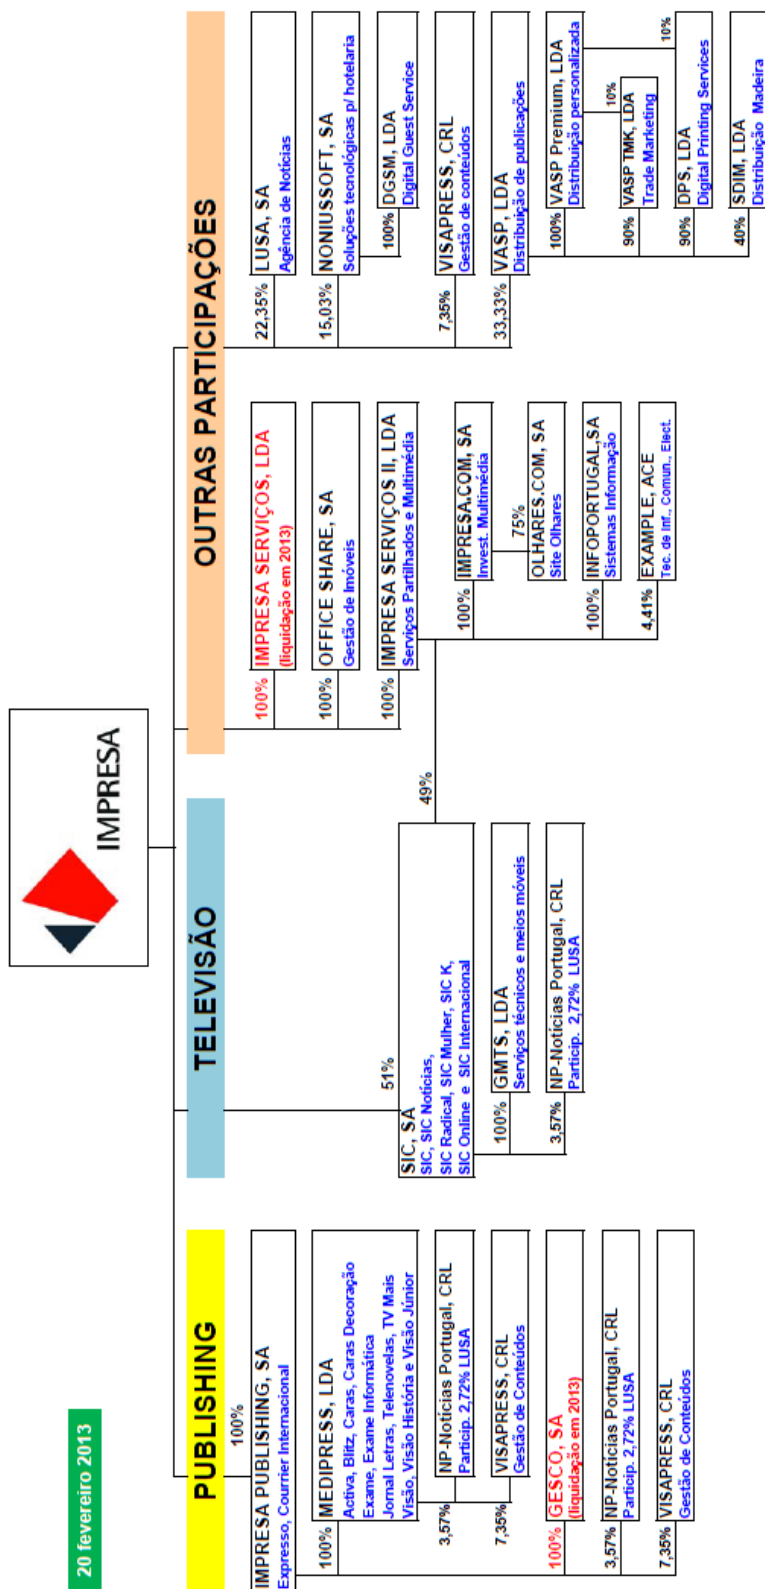 20 fevereiro 2013
IMPRESA
PUBLISHING
100%
IMPRESA PUBLISHING, SA
Expresso, Courrier Internacional
100%
MEDIPRESS, LDA
Activa, Blitz, Caras, Caras Decoração
Exame, Exame Informática
Jornal Letras, Telenovelas, TV Mais
Visão, Visão História e Visão Júnior
3,57%
NP-Notícias Portugal, CRL
Particip. 2,72% LUSA
7,35%
VISAPRESS, CRL
Gestão de Conteúdos
100%
GESCO, SA
(liquidação em 2013)
3,57%
NP-Notícias Portugal, CRL
Particip. 2,72% LUSA
7,35%
VISAPRESS, CRL
Gestão de Conteúdos
TELEVISÃO
51%
SIC, SA
SIC, SIC Notícias,
SIC Radical, SIC Mulher, SIC K,
SIC Online e SIC Internacional
49%
100%
GMTS, LDA
Serviços técnicos e meios móveis
3,57%
NP-Notícias Portugal, CRL
Particip. 2,72% LUSA
OUTRAS PARTICIPAÇÕES
100%
IMPRESA SERVIÇOS, LDA
(liquidação em 2013)
100%
OFFICE SHARE, SA
Gestão de Imóveis
100%
IMPRESA SERVIÇOS II, LDA
Serviços Partilhados e Multimédia
100%
IMPRESA.COM, SA
Invest. Multimédia
75%
OLHARES.COM, SA
Site Olhares
100%
INFOPORTUGAL,SA
Sistemas Informação
4,41%
EXAMPLE, ACE
Tec. de Inf., Comun., Elect.
22,35%
LUSA, SA
Agência de Notícias
15,03%
NONIUSSOFT, SA
Soluções tecnológicas p/ hotelaria
100%
DGSM, LDA
Digital Guest Service
7,35%
VISAPRESS, CRL
Gestão de conteúdos
33,33%
VASP, LDA
Distribuição de publicações
100%
VASP Premium, LDA
Distribuição personalizada
10%
90%
VASP TMK, LDA
Trade Marketing
10%
90%
DPS, LDA
Digital Printing Services
40%
SDIM, LDA
Distribuição Madeira